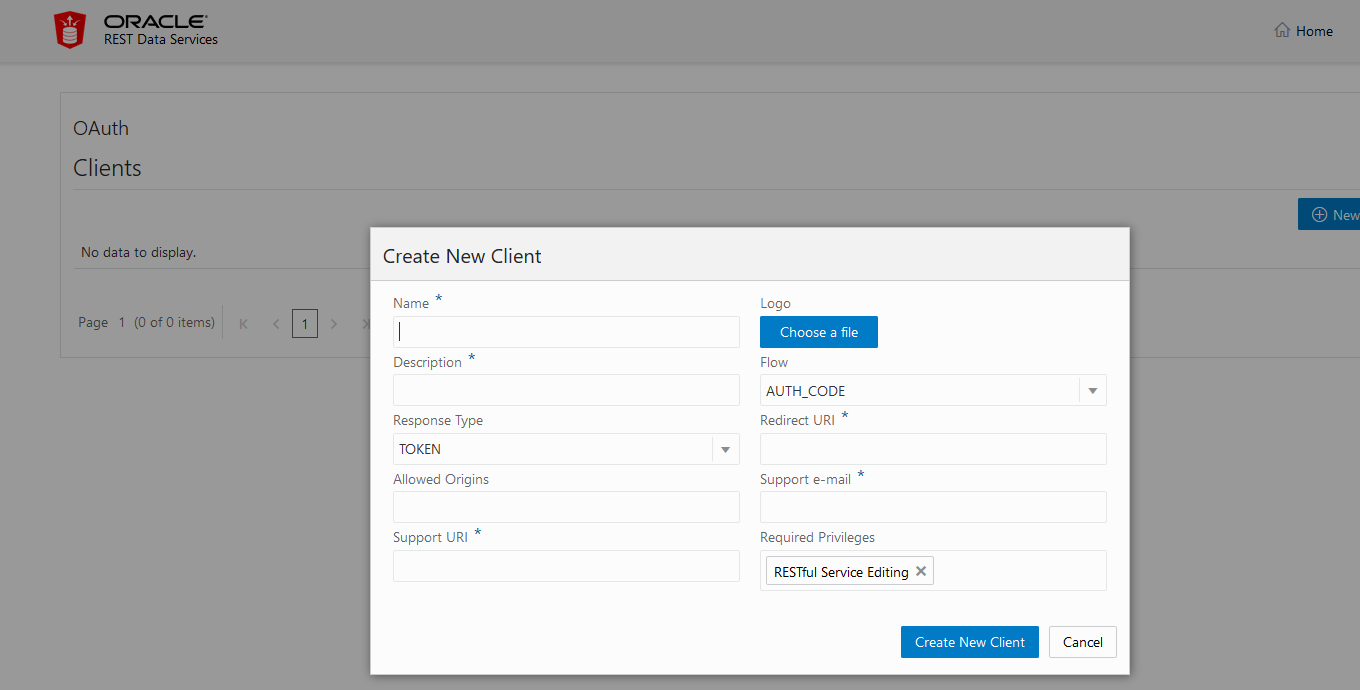 ORACLE®
REST Data Services
Home
OAuth
Clients
New
No data to display.
Page 1 (0 of 0 items) 1
Create New Client
Name *
Logo
Choose a file
Description *
Flow
AUTH_CODE
Response Type
Redirect URI *
TOKEN
Allowed Origins
Support e-mail *
Support URI *
Required Privileges
RESTful Service Editing
Create New Client
Cancel